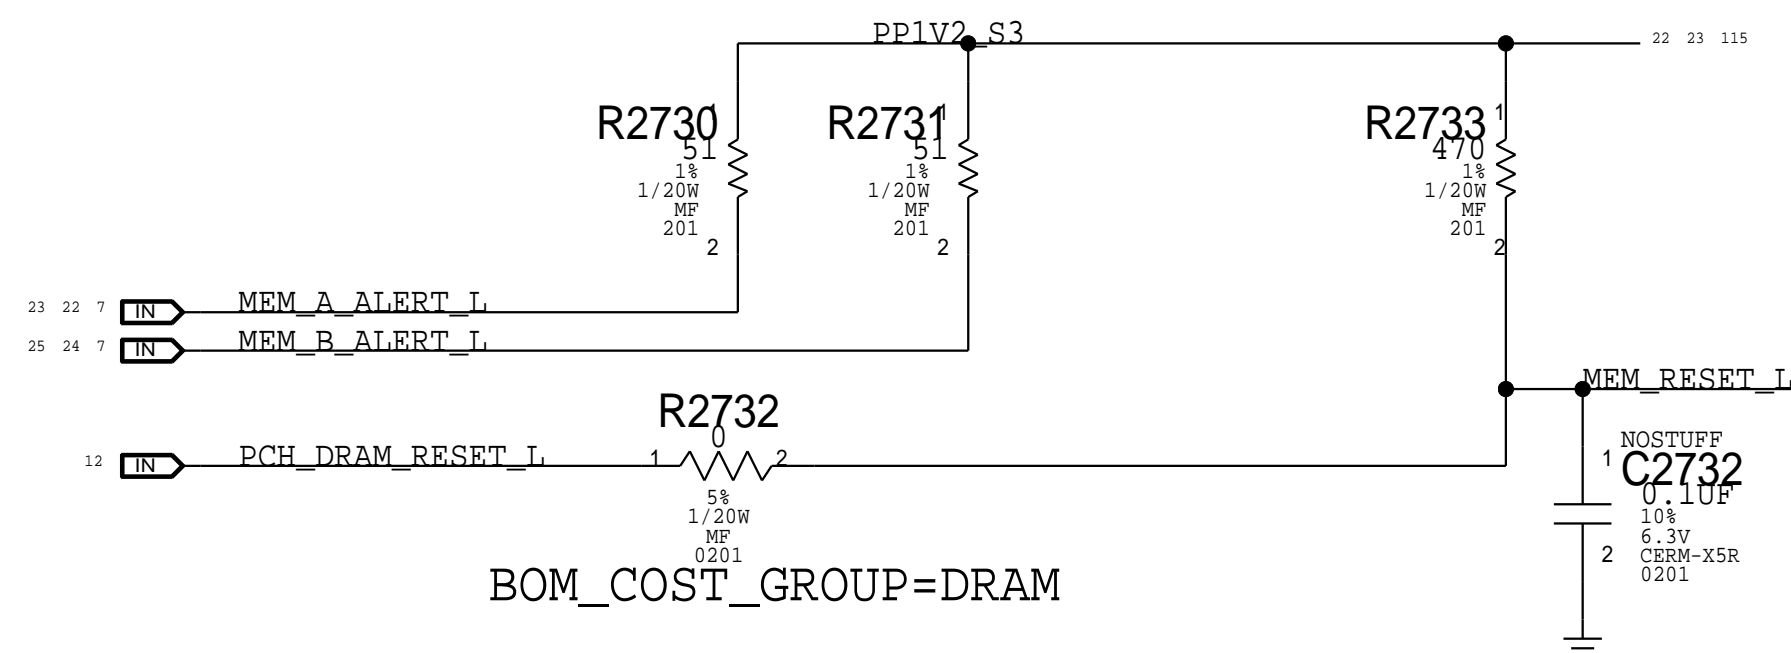 PP1V2_S3
22 23 115
R2730
1
51
1%
1/20W
MF
201
2
R2731
1
51
1%
1/20W
MF
201
2
R2733
1
470
1%
1/20W
MF
201
2
23 22 7 IN MEM_A_ALERT_L
25 24 7 IN MEM_B_ALERT_L
MEM_RESET_L
R2732
0
12 IN PCH_DRAM_RESET_L 1 2
5%
1/20W
MF
0201
NOSTUFF
1 C2732
0.1UF
10%
6.3V
2 CERM-X5R
0201
BOM_COST_GROUP=DRAM